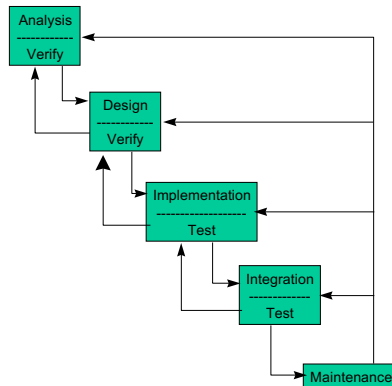 Analysis
------------
Verify
Design
------------
Verify
Implementation
-------------------
Test
Integration
-------------
Test
Maintenance